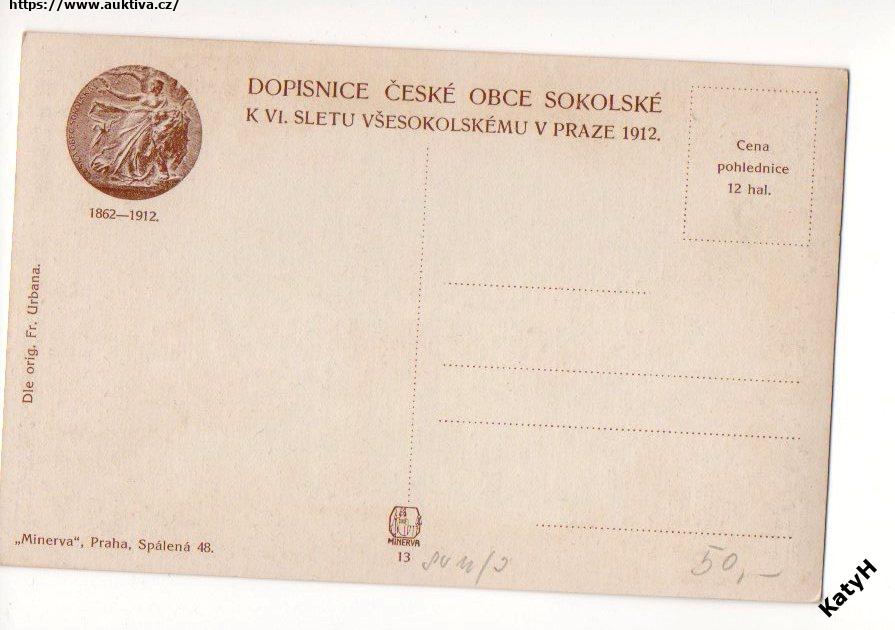 https://www.auktiva.cz/
DOPISNICE ČESKÉ OBCE SOKOLSKÉ
K VI. SLETU VŠESOKOLSKÉMU V PRAZE 1912.
Cena
pohlednice
12 hal.
1862—1912.
Dle orig. Fr. Urbana.
„Minerva“, Praha, Spálená 48.
MINERVA
13
50,—
KatyH